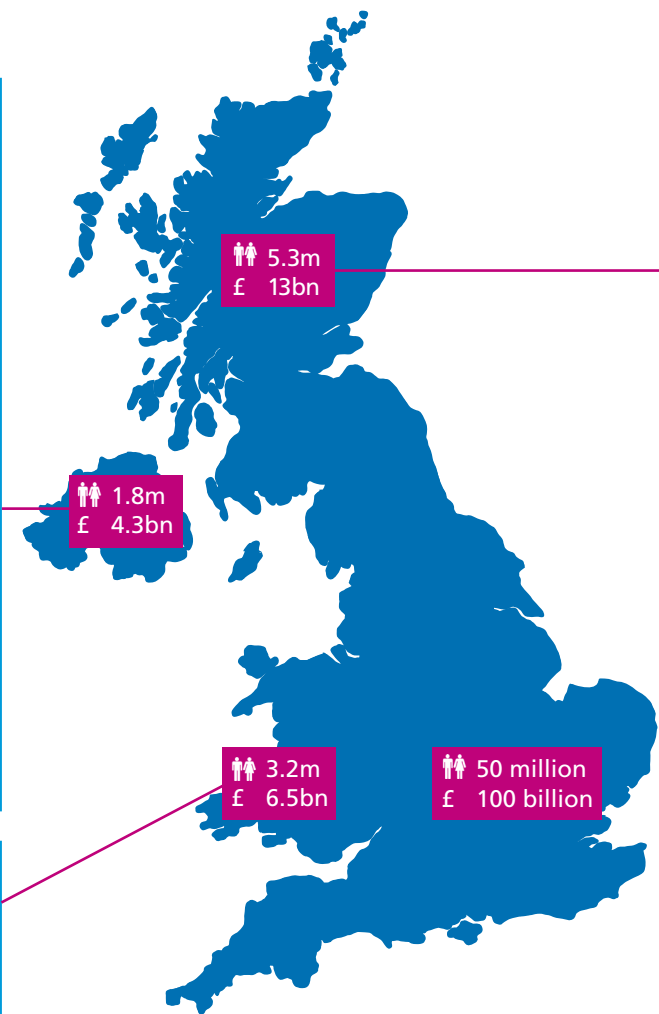 5.3m
£ 13bn
1.8m
£ 4.3bn
3.2m
£ 6.5bn
50 million
£ 100 billion